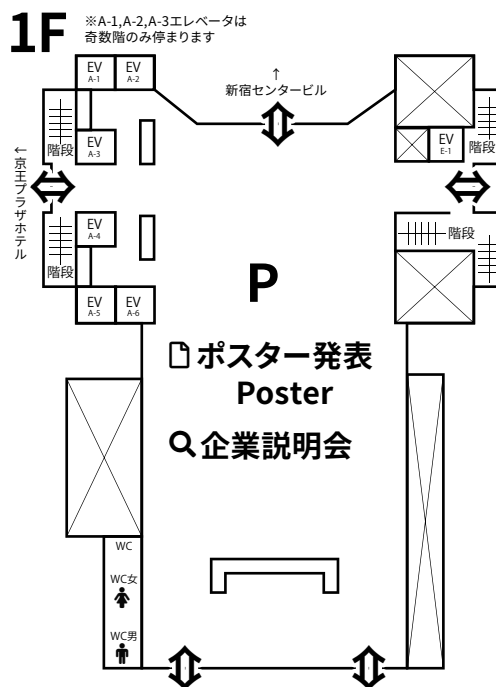 1F
※A-1,A-2,A-3エレベータは
奇数階のみ停まります
↑
新宿センタービル
EV
A-1
EV
A-2
階段
EV
A-3
EV
E-1
階段
←京王プラザホテル
EV
A-4
階段
階段
EV
A-5
EV
A-6
P
ポスター発表
Poster
企業説明会
WC
WC女
WC男